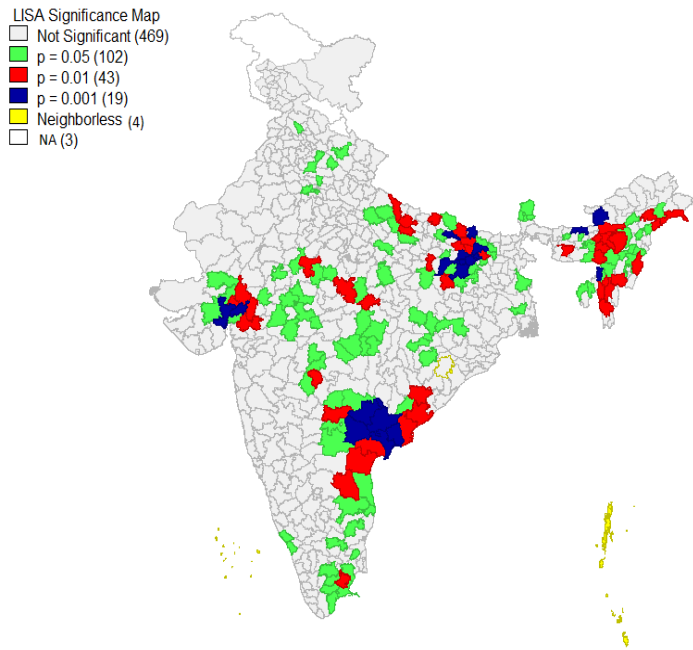 LISA Significance Map
Not Significant (469)
p = 0.05 (102)
p = 0.01 (43)
p = 0.001 (19)
Neighborless (4)
NA (3)